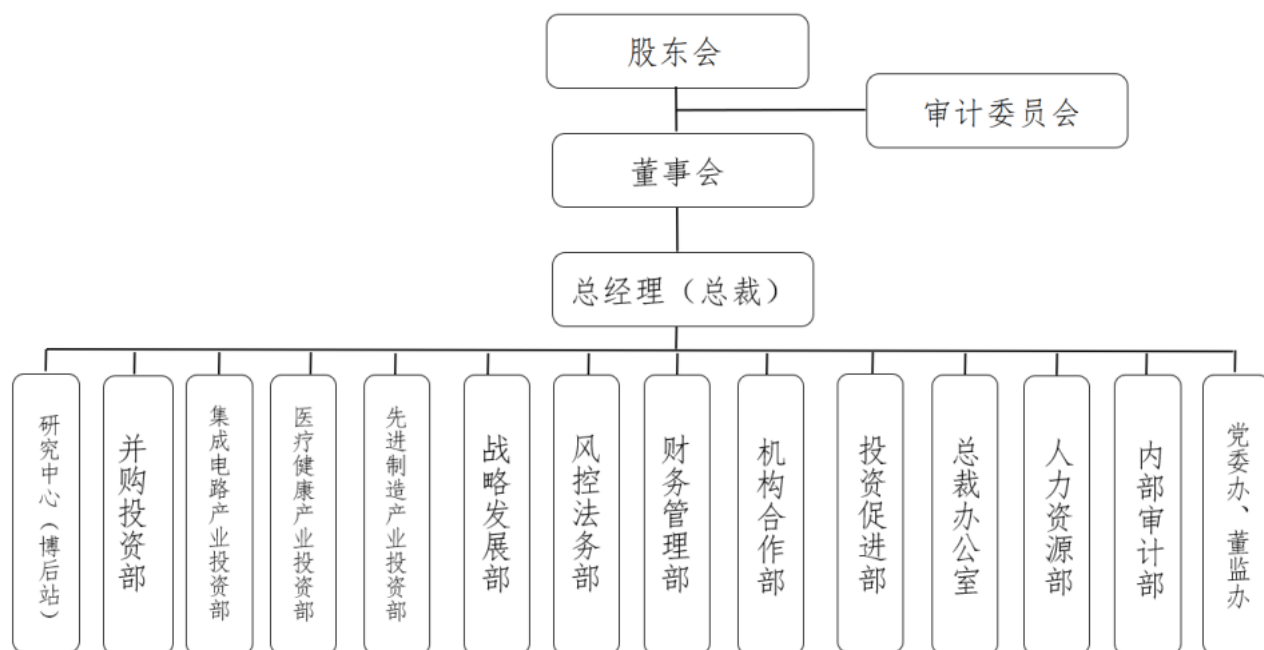 股东会
审计委员会
董事会
总经理（总裁）
研究中心（博后站）
并购投资部
集成电路产业投资部
医疗健康产业投资部
先进制造产业投资部
战略发展部
风控法务部
财务管理部
机构合作部
投资促进部
总裁办公室
人力资源部
内部审计部
党委办、董监办